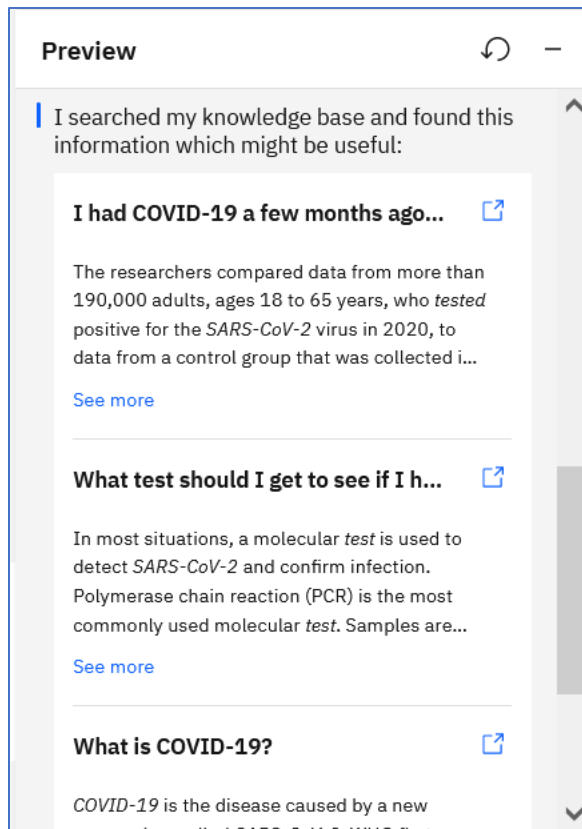 Preview
I searched my knowledge base and found this
information which might be useful:
I had COVID-19 a few months ago...
The researchers compared data from more than
190,000 adults, ages 18 to 65 years, who tested
positive for the SARS-CoV-2 virus in 2020, to
data from a control group that was collected i...
See more
What test should I get to see if I h...
In most situations, a molecular test is used to
detect SARS-CoV-2 and confirm infection.
Polymerase chain reaction (PCR) is the most
commonly used molecular test. Samples are...
See more
What is COVID-19?
COVID-19 is the disease caused by a new